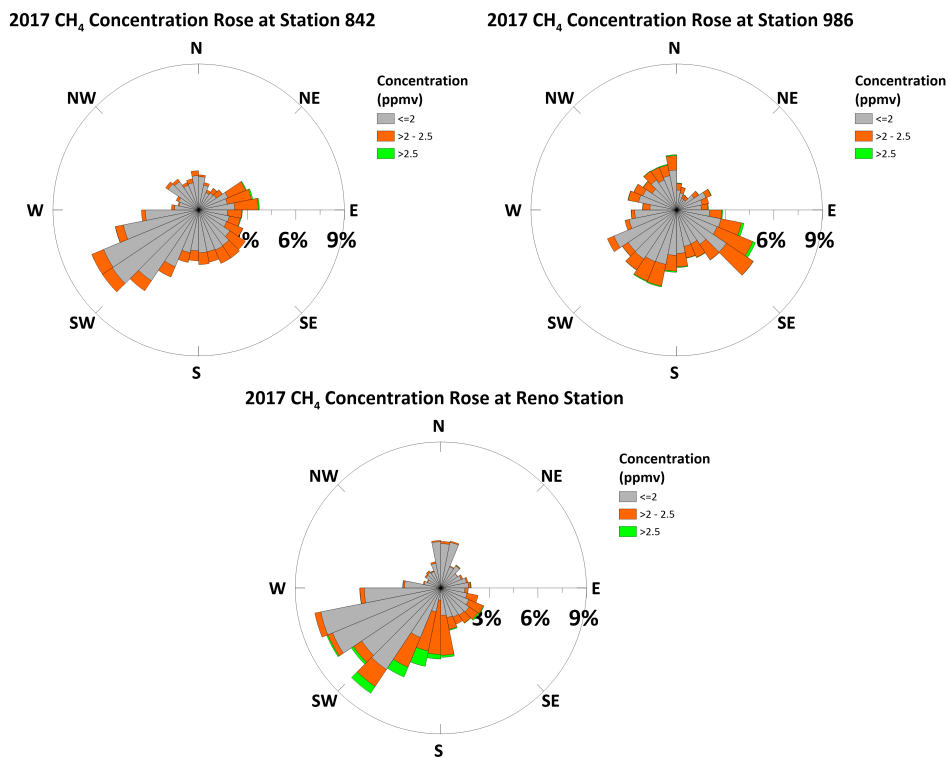 2017 CH4 Concentration Rose at Station 842
N
NE
E
SE
S
SW
W
NW
%
6%
9%
Concentration
(ppmv)
<=2
>2 - 2.5
>2.5
2017 CH4 Concentration Rose at Station 986
N
NE
E
SE
S
SW
W
NW
6%
9%
Concentration
(ppmv)
<=2
>2 - 2.5
>2.5
2017 CH4 Concentration Rose at Reno Station
N
NE
E
SE
S
SW
W
NW
3%
6%
9%
Concentration
(ppmv)
<=2
>2 - 2.5
>2.5